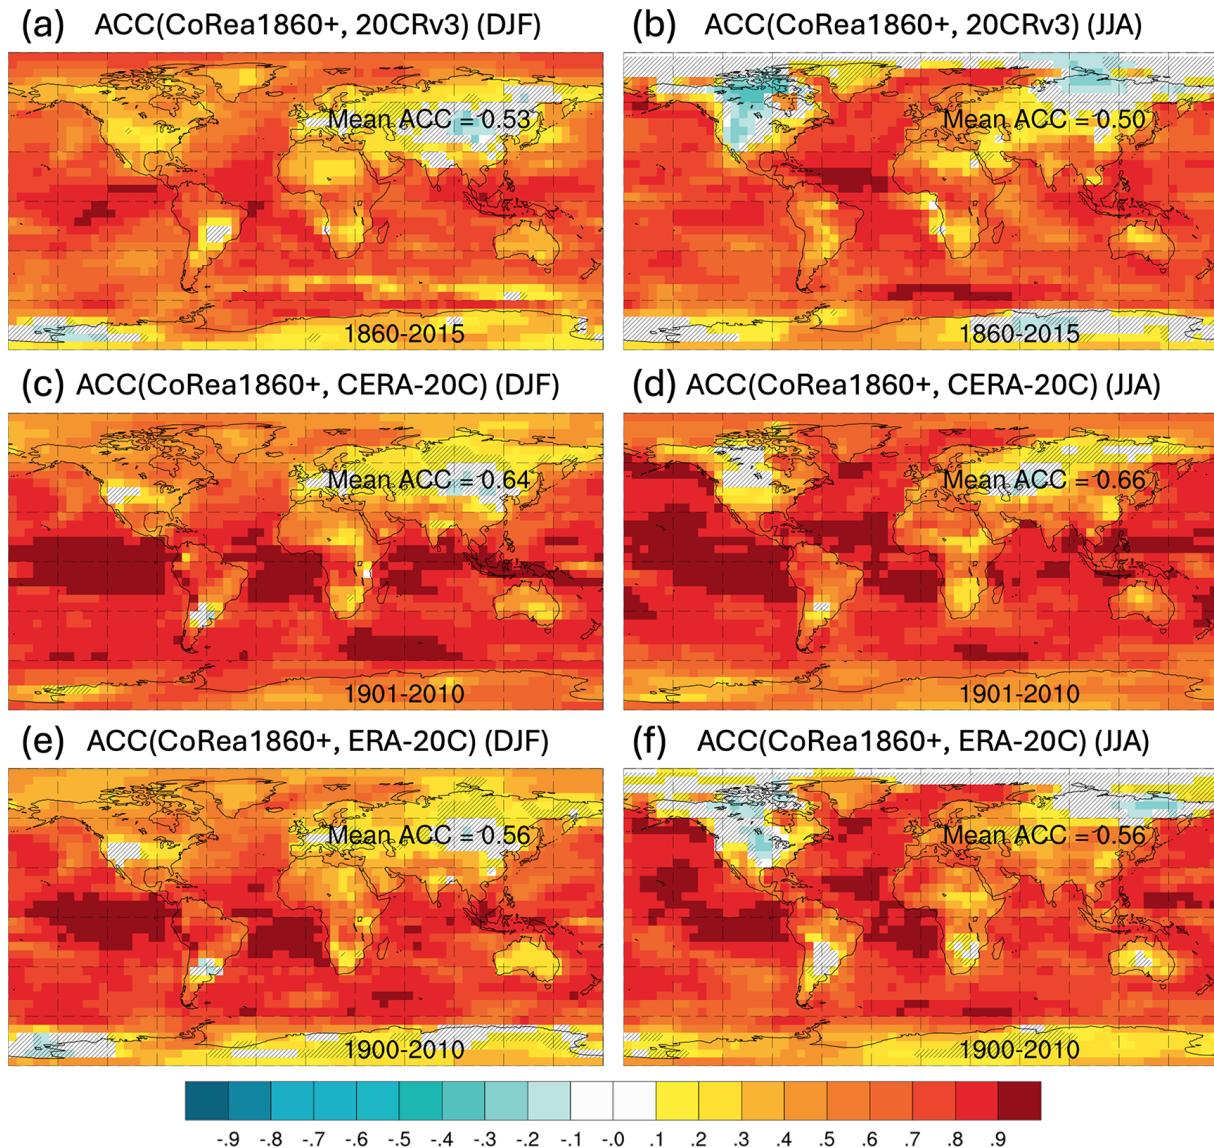 (a) ACC(CoRea1860+, 20CRv3) (DJF)
Mean ACC = 0.53
1860-2015
(b) ACC(CoRea1860+, 20CRv3) (JJA)
Mean ACC = 0.50
1860-2015
(c) ACC(CoRea1860+, CERA-20C) (DJF)
Mean ACC = 0.64
1901-2010
(d) ACC(CoRea1860+, CERA-20C) (JJA)
Mean ACC = 0.66
1901-2010
(e) ACC(CoRea1860+, ERA-20C) (DJF)
Mean ACC = 0.56
1900-2010
(f) ACC(CoRea1860+, ERA-20C) (JJA)
Mean ACC = 0.56
1900-2010
-.9 -.8 -.7 -.6 -.5 -.4 -.3 -.2 -.1 -.0 .1 .2 .3 .4 .5 .6 .7 .8 .9